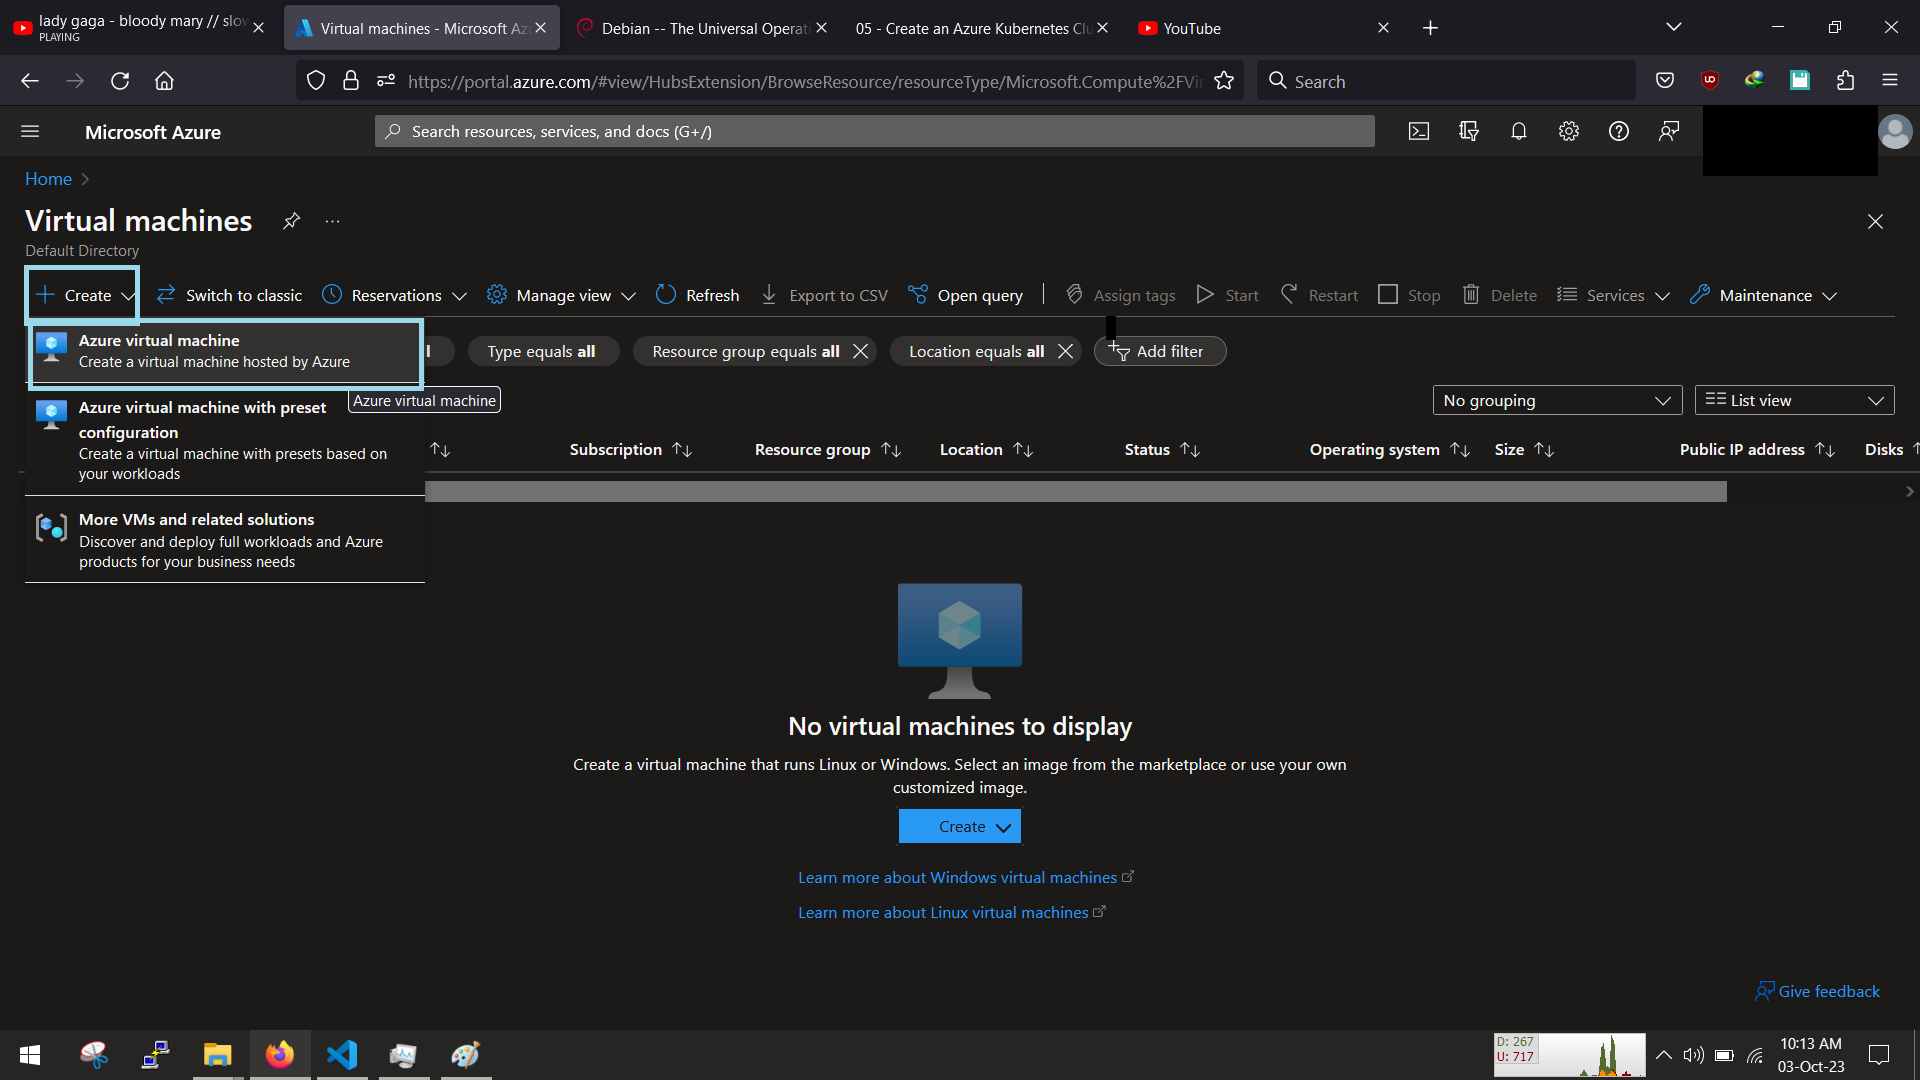 lady gaga - bloody mary // slow
PLAYING
Virtual machines - Microsoft Az
Debian -- The Universal Operati
05 - Create an Azure Kubernetes Clu
YouTube
https://portal.azure.com/#view/HubsExtension/BrowseResource/resourceType/Microsoft.Compute%2FVir
Search
Microsoft Azure
Search resources, services, and docs (G+/)
Home
Virtual machines
Default Directory
Create
Switch to classic
Reservations
Manage view
Refresh
Export to CSV
Open query
Assign tags
Start
Restart
Stop
Delete
Services
Maintenance
Azure virtual machine
Create a virtual machine hosted by Azure
Type equals all
Resource group equals all
Location equals all
Add filter
Azure virtual machine
Azure virtual machine with preset
configuration
Create a virtual machine with presets based on
your workloads
No grouping
List view
Subscription
Resource group
Location
Status
Operating system
Size
Public IP address
Disks
More VMs and related solutions
Discover and deploy full workloads and Azure
products for your business needs
No virtual machines to display
Create a virtual machine that runs Linux or Windows. Select an image from the marketplace or use your own
customized image.
Create
Learn more about Windows virtual machines
Learn more about Linux virtual machines
Give feedback
D: 267
U: 717
10:13 AM
03-Oct-23